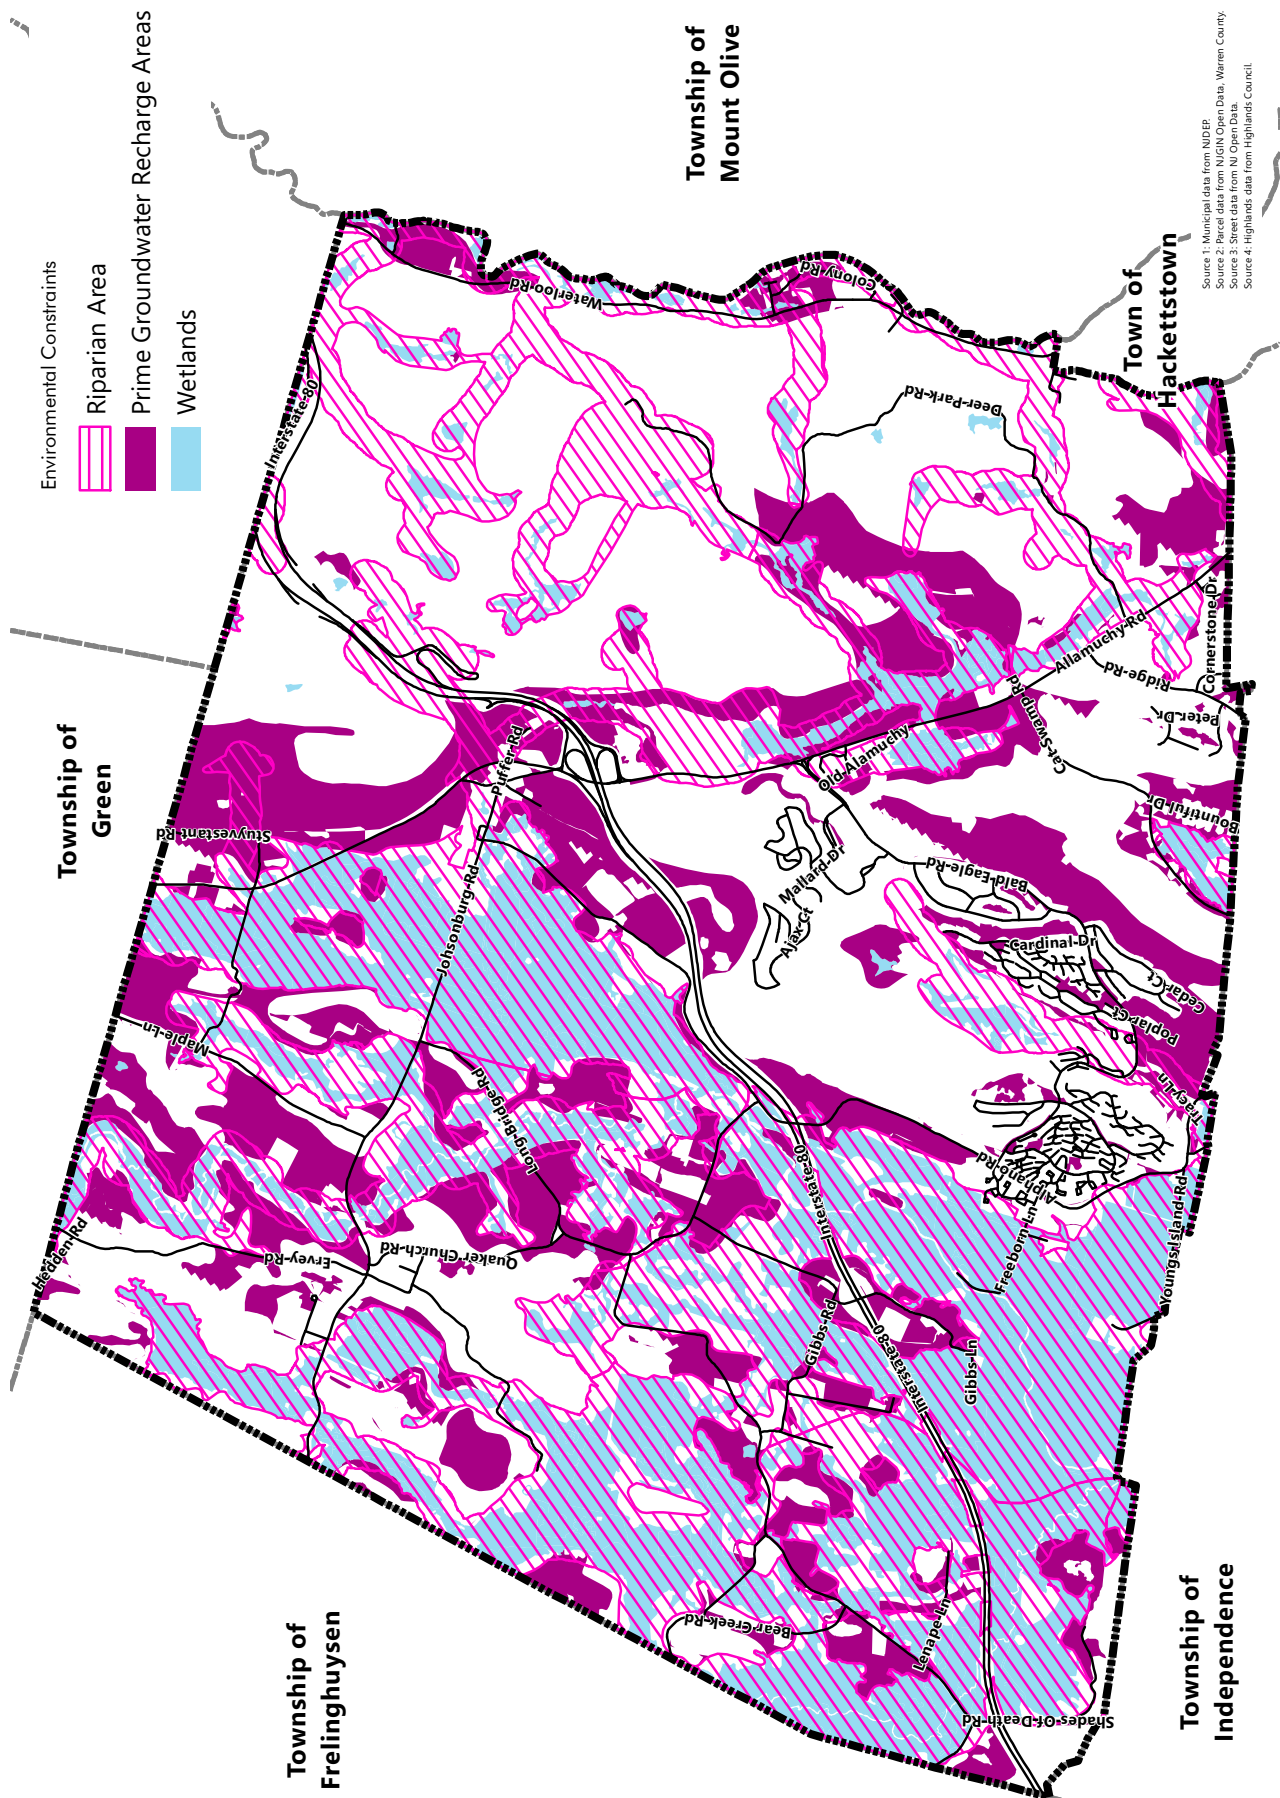 Environmental Constraints
Riparian Area
Prime Groundwater Recharge Areas
Wetlands
Township of
Mount Olive
Township of
Green
Township of
Frelinghuysen
Township of
Independence
Town of
Hackettstown
Source 1: Municipal data from NJDEP.
Source 2: Parcel data from NJGIN Open Data, Warren County.
Source 3: Street data from NJ Open Data.
Source 4: Highlands data from Highlands Council.
Interstate-80
Waterloo Rd
Colony Rd
Deer-Park-Rd
Stuyvestant Rd
Puffer-Rd
Johsonburg-Rd
Maple-Ln
Long-Bridge-Rd
Hedden-Rd
Ervey-Rd
Quaker Church-Rd
Old-Alamuchy
Allamuchy-Rd
Cat-Swamp Rd
Ridge-Rd
Peter-Dr
Cornerstone Dr
Bountiful Dr
Bald-Eagle-Rd
Mallard-Dr
Ajax-Ct
Cardinal-Dr
Cedar-Ct
Poplar-Ct
Tracy-Ln
Alphano-Rd
Freeborn-Ln
Youngs-Island-Rd
Interstate-80
Interstate-80
Gibbs-Rd
Gibbs-Ln
Bear-Creek-Rd
Lenape-Ln
Shades-Of-Death-Rd